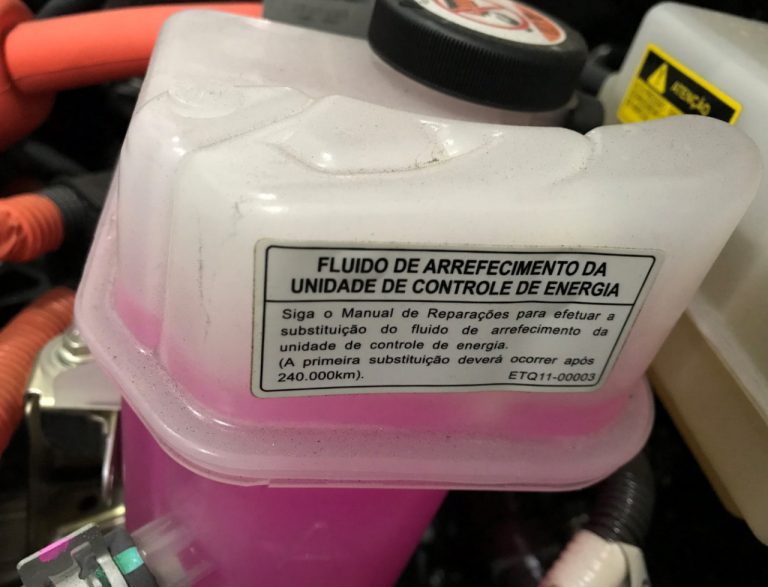 ATENÇÃO
FLUIDO DE ARREFECIMENTO DA
UNIDADE DE CONTROLE DE ENERGIA
Siga o Manual de Reparações para efetuar a
substituição do fluido de arrefecimento da
unidade de controle de energia.
(A primeira substituição deverá ocorrer após
240.000km).
ETQ11-00003